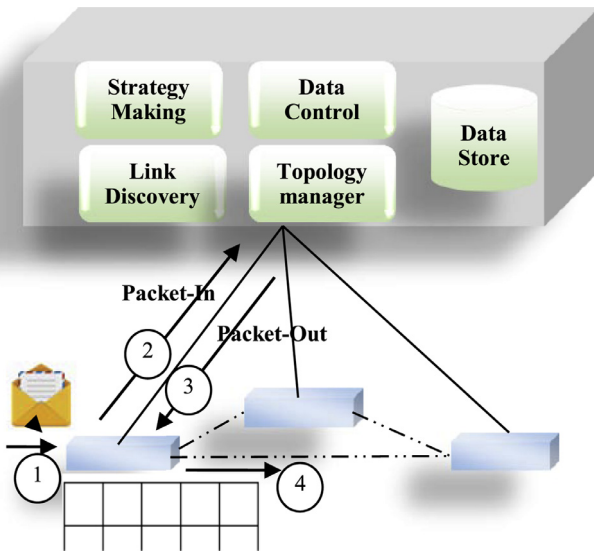 Strategy
Making
Data
Control
Data
Store
Link
Discovery
Topology
manager
Packet-In
Packet-Out
2
3
1
4